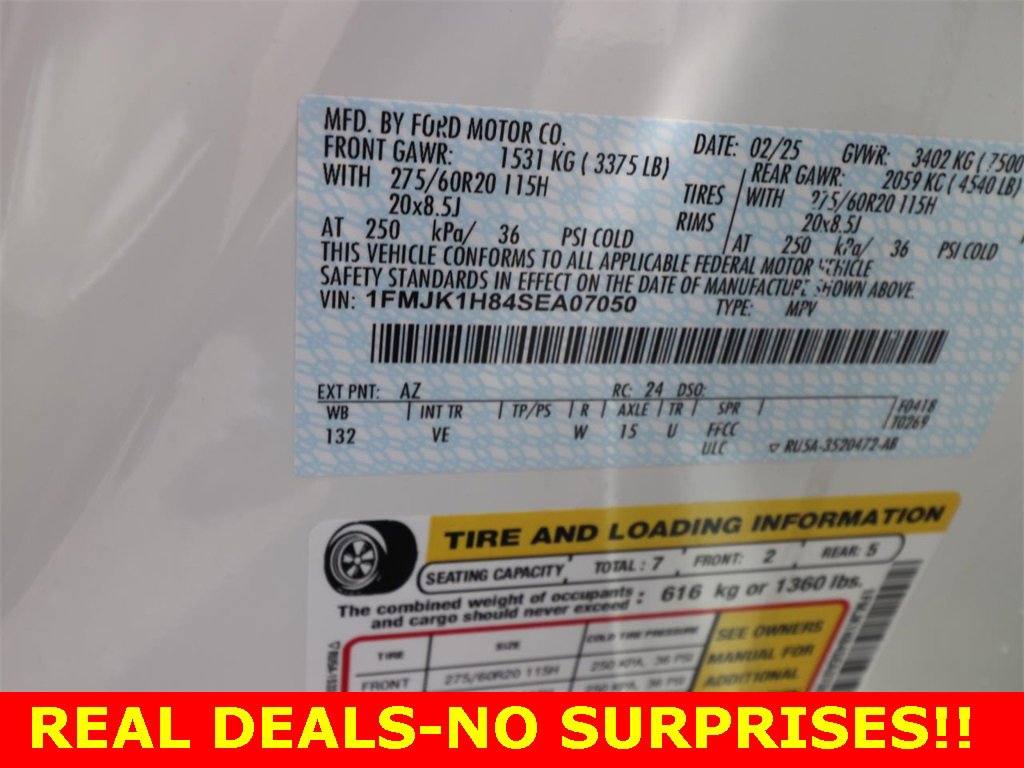 MFD. BY FORD MOTOR CO.
DATE: 02/25 GVWR: 3402 KG ( 7500
FRONT GAWR: 1531 KG ( 3375 LB)
REAR GAWR: 2059 KG (4540 LB)
WITH 275/60R20 115H TIRES
WITH 275/60R20 115H
20x8.5J RIMS
20x8.5J
AT 250 kPa/ 36 PSI COLD
AT 250 kPa/ 36 PSI COLD
THIS VEHICLE CONFORMS TO ALL APPLICABLE FEDERAL MOTOR VEHICLE
SAFETY STANDARDS IN EFFECT ON THE DATE OF MANUFACTURE SHOWN ABOVE.
VIN: 1FMJK1H84SEA07050
TYPE: MPV
EXT PNT: AZ RC: 24 DSO:
WB INT TR TP/PS R AXLE TR SPR F0418
T0269
132 VE W 15 U FFCC
ULC RU5A-3520472-AB
TIRE AND LOADING INFORMATION
SEATING CAPACITY TOTAL : 7 FRONT: 2 REAR: 5
The combined weight of occupants and cargo should never exceed : 616 kg or 1360 lbs.
TIRE SIZE COLD TIRE PRESSURE
FRONT 275/60R20 115H 250 KPA, 36 PSI
SEE OWNERS
MANUAL FOR
ADDITIONAL
REAL DEALS-NO SURPRISES!!